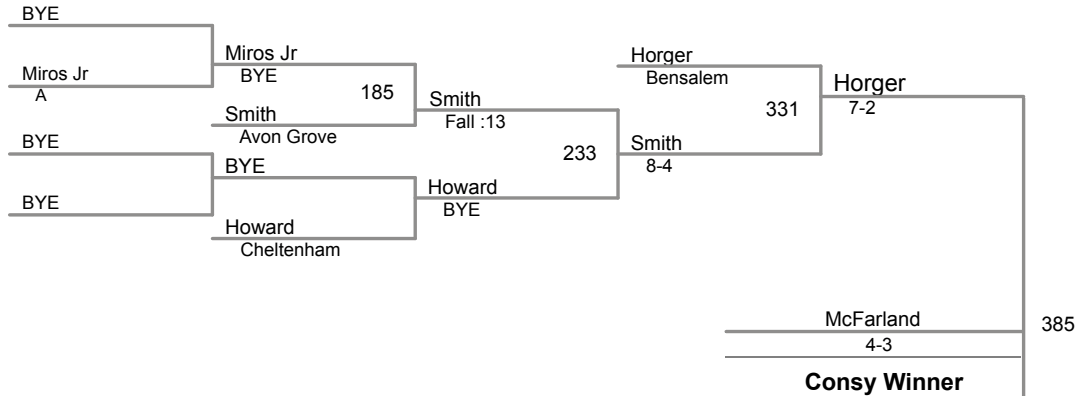 BYE
Miros Jr
A
BYE
BYE
Miros Jr
BYE
185
Smith
Avon Grove
BYE
Howard
Cheltenham
Smith
Fall :13
233
Howard
BYE
Horger
Bensalem
331
Smith
8-4
Horger
7-2
McFarland
4-3
385
Consy Winner